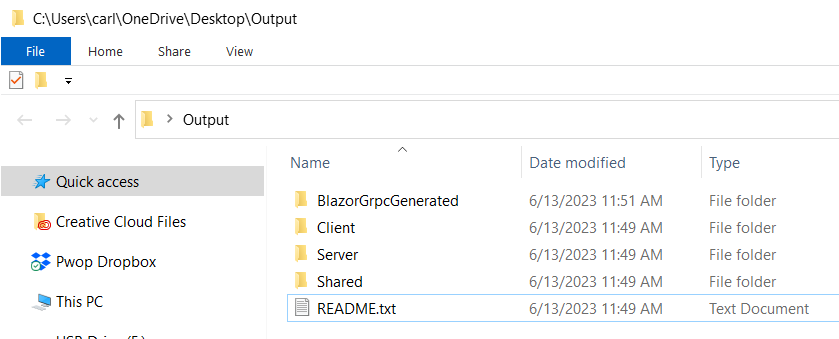 C:\Users\carl\OneDrive\Desktop\Output
File Home Share View
Output
Name Date modified Type
Quick access
Creative Cloud Files
Pwop Dropbox
This PC
BlazorGrpcGenerated 6/13/2023 11:51 AM File folder
Client 6/13/2023 11:49 AM File folder
Server 6/13/2023 11:49 AM File folder
Shared 6/13/2023 11:49 AM File folder
README.txt 6/13/2023 11:49 AM Text Document